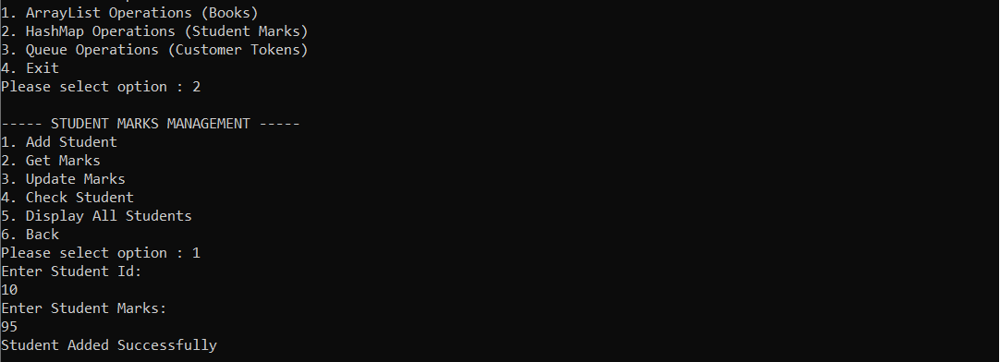 1. ArrayList Operations (Books)
2. HashMap Operations (Student Marks)
3. Queue Operations (Customer Tokens)
4. Exit
Please select option : 2
----- STUDENT MARKS MANAGEMENT -----
1. Add Student
2. Get Marks
3. Update Marks
4. Check Student
5. Display All Students
6. Back
Please select option : 1
Enter Student Id:
10
Enter Student Marks:
95
Student Added Successfully